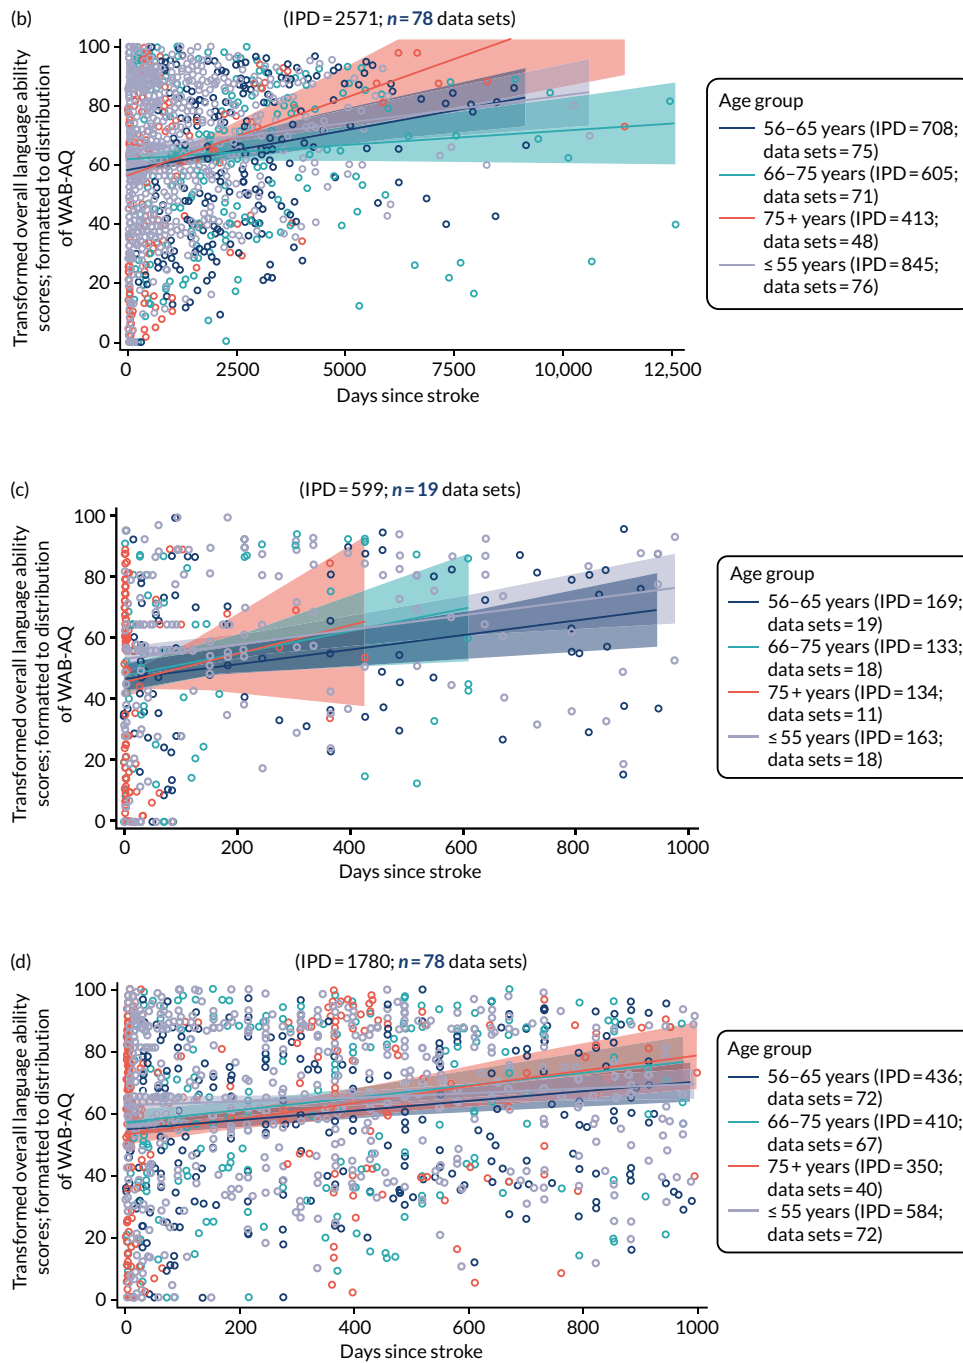 (b)
(IPD = 2571; n = 78 data sets)
Transformed overall language ability
scores; formatted to distribution
of WAB-AQ
100
80
60
40
20
0
0 2500 5000 7500 10,000 12,500
Days since stroke
Age group
56–65 years (IPD = 708;
data sets = 75)
66–75 years (IPD = 605;
data sets = 71)
75+ years (IPD = 413;
data sets = 48)
≤ 55 years (IPD = 845;
data sets = 76)
(c)
(IPD = 599; n = 19 data sets)
Transformed overall language ability
scores; formatted to distribution
of WAB-AQ
100
80
60
40
20
0
0 200 400 600 800 1000
Days since stroke
Age group
56–65 years (IPD = 169;
data sets = 19)
66–75 years (IPD = 133;
data sets = 18)
75+ years (IPD = 134;
data sets = 11)
≤ 55 years (IPD = 163;
data sets = 18)
(d)
(IPD = 1780; n = 78 data sets)
Transformed overall language ability
scores; formatted to distribution
of WAB-AQ
100
80
60
40
20
0
0 200 400 600 800 1000
Days since stroke
Age group
56–65 years (IPD = 436;
data sets = 72)
66–75 years (IPD = 410;
data sets = 67)
75+ years (IPD = 350;
data sets = 40)
≤ 55 years (IPD = 584;
data sets = 72)